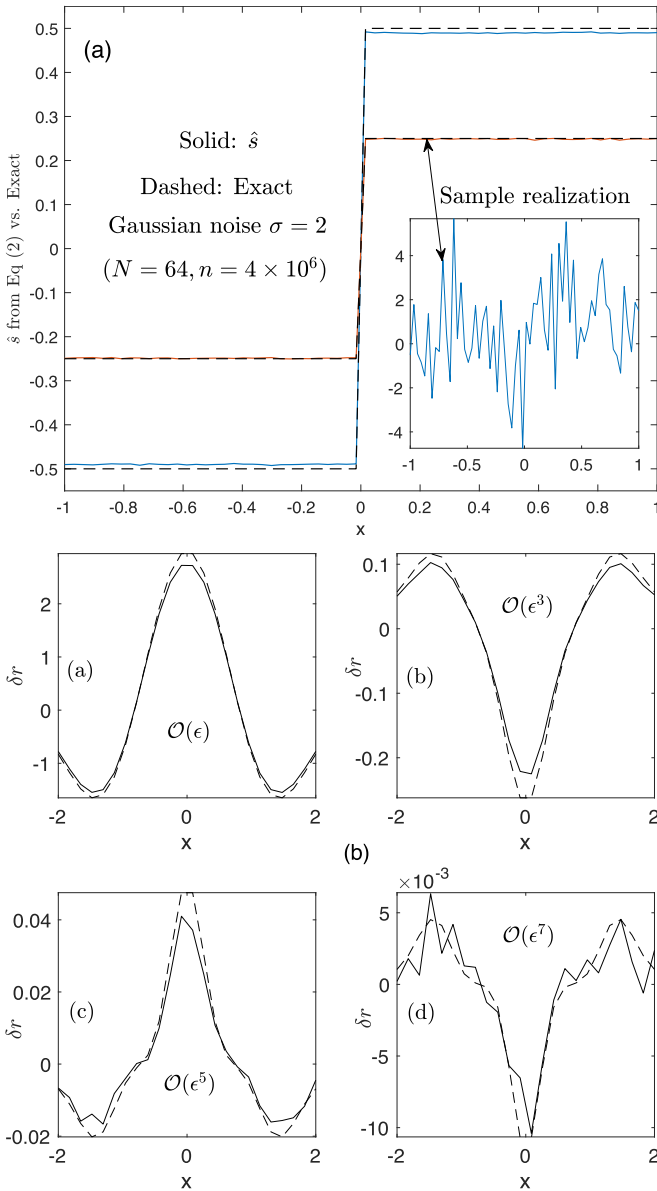 (a)
0.5
0.4
0.3
0.2
0.1
0
-0.1
-0.2
-0.3
-0.4
-0.5
ŝ from Eq (2) vs. Exact
Solid: ŝ
Dashed: Exact
Gaussian noise σ = 2
(N = 64, n = 4 × 10⁶)
Sample realization
4
2
0
-2
-4
-1 -0.5 0 0.5 1
-1 -0.8 -0.6 -0.4 -0.2 0 0.2 0.4 0.6 0.8 1
x
2
1
0
-1
δr
(a)
𝒪(ϵ)
-2 0 2
x
0.1
0
-0.1
-0.2
δr
(b)
𝒪(ϵ³)
-2 0 2
x
(b)
0.04
0.02
0
-0.02
δr
(c)
𝒪(ϵ⁵)
-2 0 2
x
×10⁻³
5
0
-5
-10
δr
(d)
𝒪(ϵ⁷)
-2 0 2
x